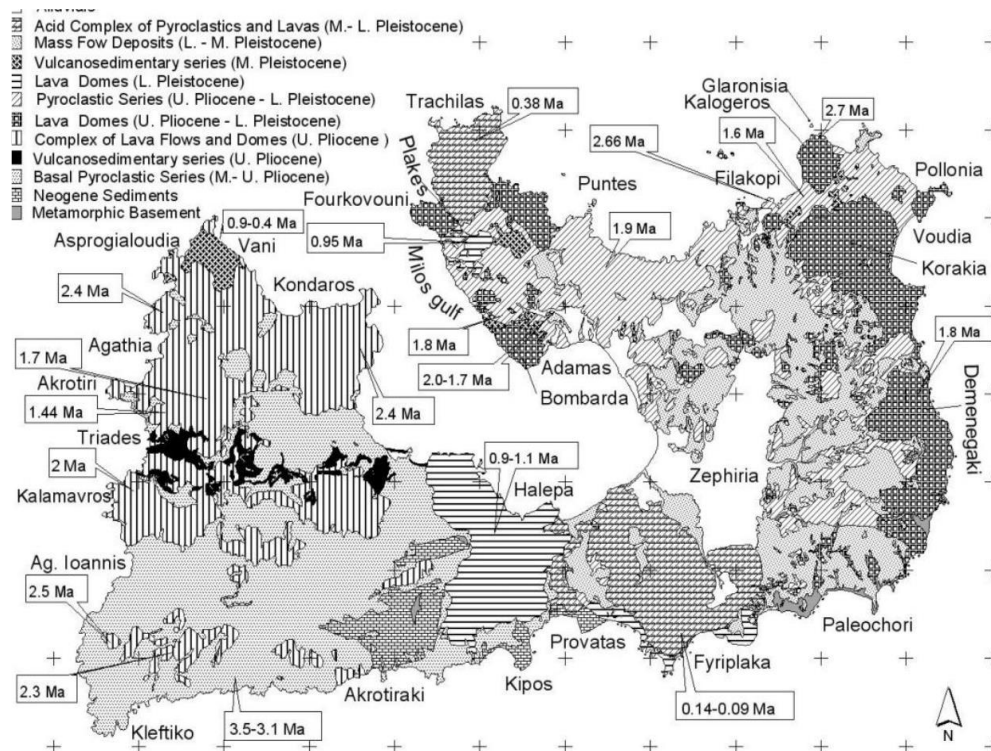 Acid Complex of Pyroclastics and Lavas (M.- L. Pleistocene)
Mass Fow Deposits (L. - M. Pleistocene)
Vulcanosedimentary series (M. Pleistocene)
Lava Domes (L. Pleistocene)
Pyroclastic Series (U. Pliocene - L. Pleistocene)
Lava Domes (U. Pliocene - L. Pleistocene)
Complex of Lava Flows and Domes (U. Pliocene )
Vulcanosedimentary series (U. Pliocene)
Basal Pyroclastic Series (M.- U. Pliocene)
Neogene Sediments
Metamorphic Basement
Glaronisia
Kalogeros
Trachilas
0.38 Ma
2.7 Ma
2.66 Ma
1.6 Ma
Plakes
Puntes
Filakopi
Pollonia
Fourkovouni
0.9-0.4 Ma
Asprogialoudia
Vani
0.95 Ma
1.9 Ma
Voudia
Korakia
Milos gulf
Kondaros
2.4 Ma
1.8 Ma
1.8 Ma
Agathia
1.7 Ma
2.0-1.7 Ma
Adamas
Bombarda
Akrotiri
1.44 Ma
2.4 Ma
Demenegaki
Triades
2 Ma
0.9-1.1 Ma
Zephiria
Kalamavros
Halepa
Ag. Ioannis
2.5 Ma
Provatas
Paleochori
2.3 Ma
Akrotiraki
Kipos
Fyriplaka
0.14-0.09 Ma
Kleftiko
3.5-3.1 Ma
N